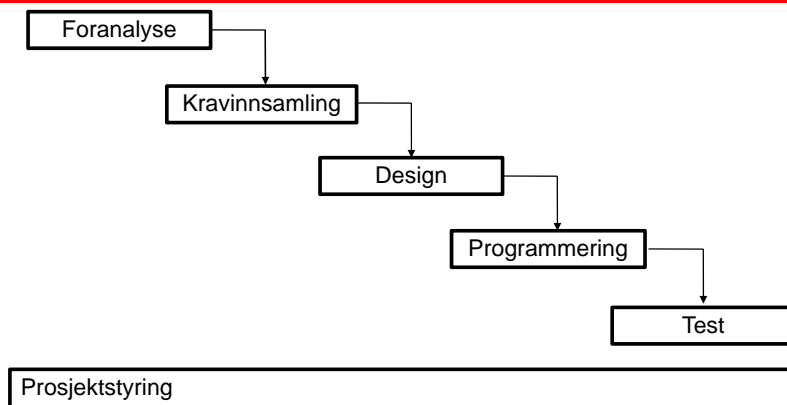 Foranalyse
Kravinnsamling
Design
Programmering
Test
Prosjektstyring